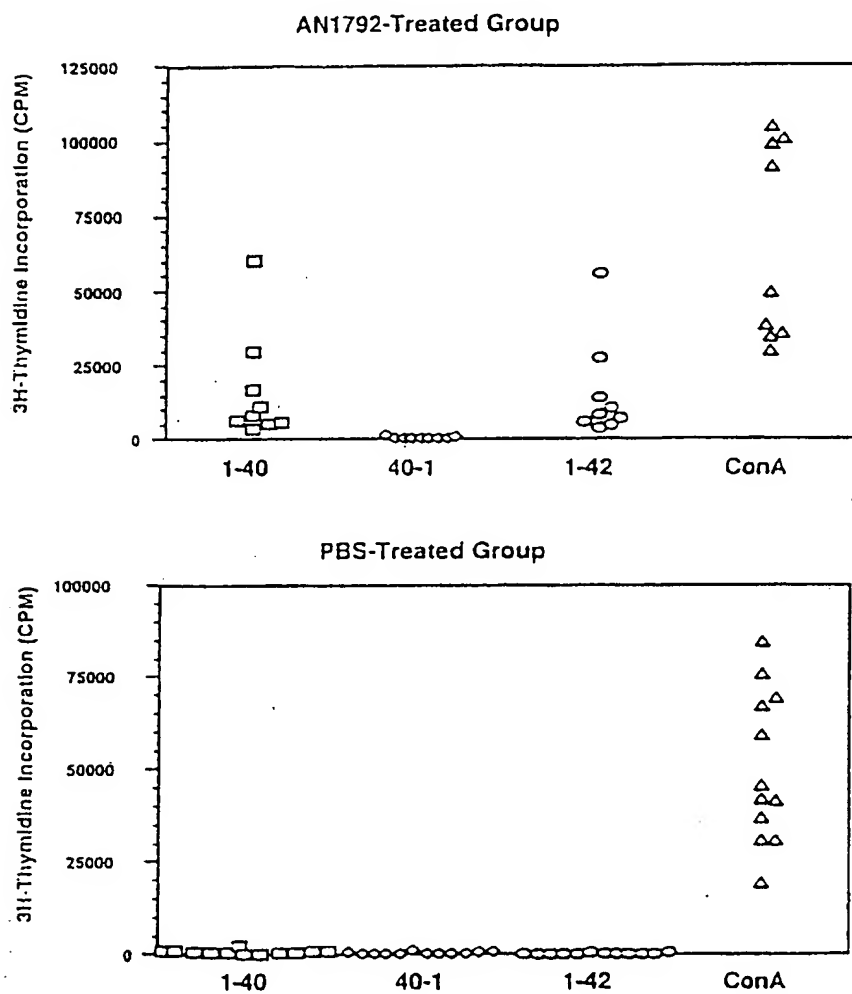 AN1792-Treated Group
3H-Thymidine Incorporation (CPM)
125000
100000
75000
50000
25000
0
1-40 40-1 1-42 ConA
PBS-Treated Group
3H-Thymidine Incorporation (CPM)
100000
75000
50000
25000
0
1-40 40-1 1-42 ConA